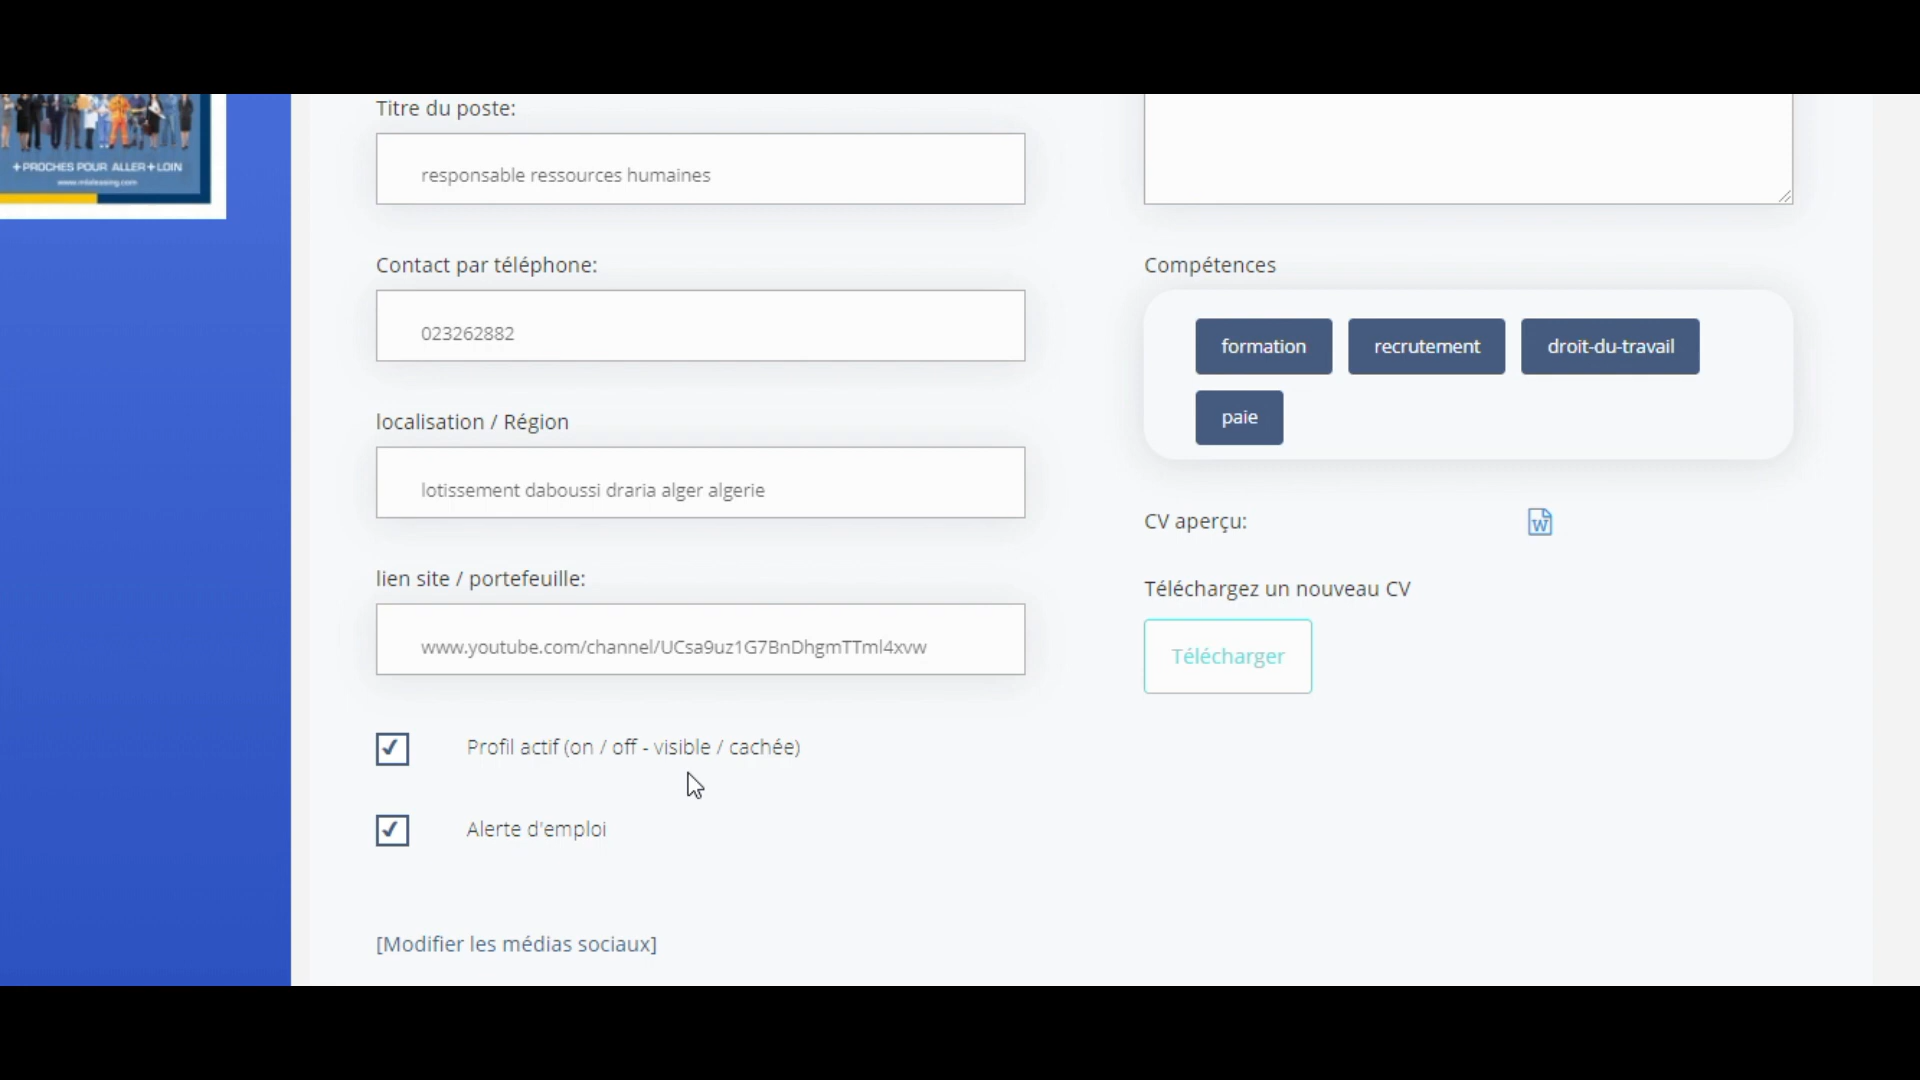 +PROCHES POUR ALLER+LOIN
Titre du poste:
responsable ressources humaines
Contact par téléphone:
023262882
localisation / Région
lotissement daboussi draria alger algerie
lien site / portefeuille:
www.youtube.com/channel/UCsa9uz1G7BnDhgmTTml4xvw
Profil actif (on / off - visible / cachée)
Alerte d'emploi
[Modifier les médias sociaux]
Compétences
formation
recrutement
droit-du-travail
paie
CV aperçu:
Téléchargez un nouveau CV
Télécharger